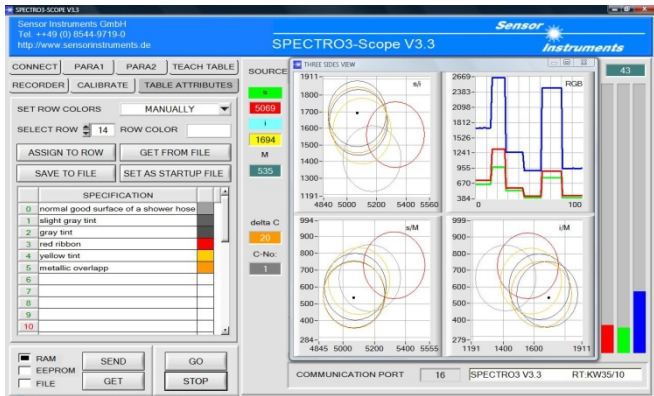 SPECTRO3-SCOPE V3.3
Sensor Instruments GmbH
Tel. ++49 (0) 8544-9719-0
http://www.sensorinstruments.de
SPECTRO3-Scope V3.3
Sensor
Instruments
CONNECT PARA1 PARA2 TEACH TABLE
RECORDER CALIBRATE TABLE ATTRIBUTES
SET ROW COLORS MANUALLY
SELECT ROW 14 ROW COLOR
ASSIGN TO ROW GET FROM FILE
SAVE TO FILE SET AS STARTUP FILE
SPECIFICATION
0 normal good surface of a shower hose
1 slight gray tint
2 gray tint
3 red ribbon
4 yellow tint
5 metallic overlapp
6
7
8
9
10
RAM
EEPROM
FILE
SEND GO
GET STOP
SOURCE
s
5069
i
1694
M
535
delta C
20
C-No:
1
THREE SIDES VIEW
s/i
1911-
1800-
1700-
1600-
1500-
1400-
1300-
1191-
4840 5000 5200 5400 5560
RGB
2669-
2383-
2098-
1812-
1526-
1241-
955-
670-
384-
0 100
s/M
994-
900-
800-
700-
600-
500-
400-
284-
4845 5000 5200 5400 5555
i/M
999-
900-
800-
700-
600-
500-
400-
279-
1191 1400 1600 1911
43
COMMUNICATION PORT 16 SPECTRO3 V3.3 RT:KW35/10